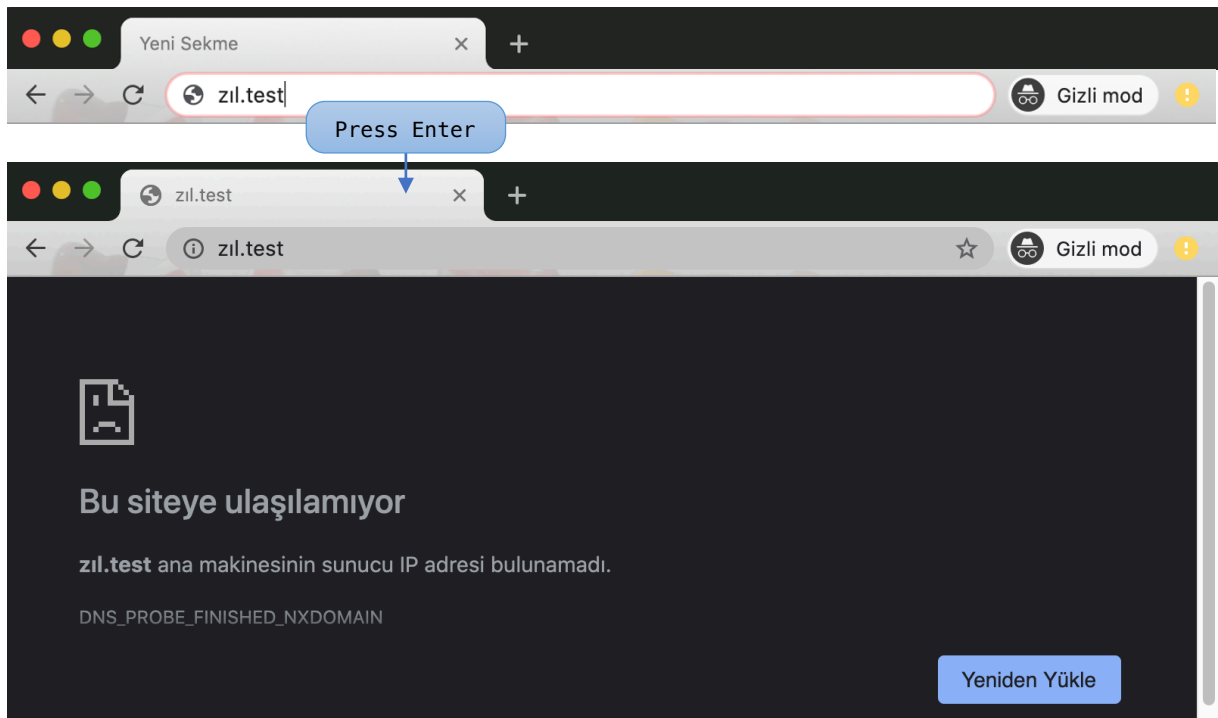 Yeni Sekme
zıl.test
Gizli mod
Press Enter
zıl.test
zıl.test
Gizli mod
Bu siteye ulaşılamıyor
zıl.test ana makinesinin sunucu IP adresi bulunamadı.
DNS_PROBE_FINISHED_NXDOMAIN
Yeniden Yükle